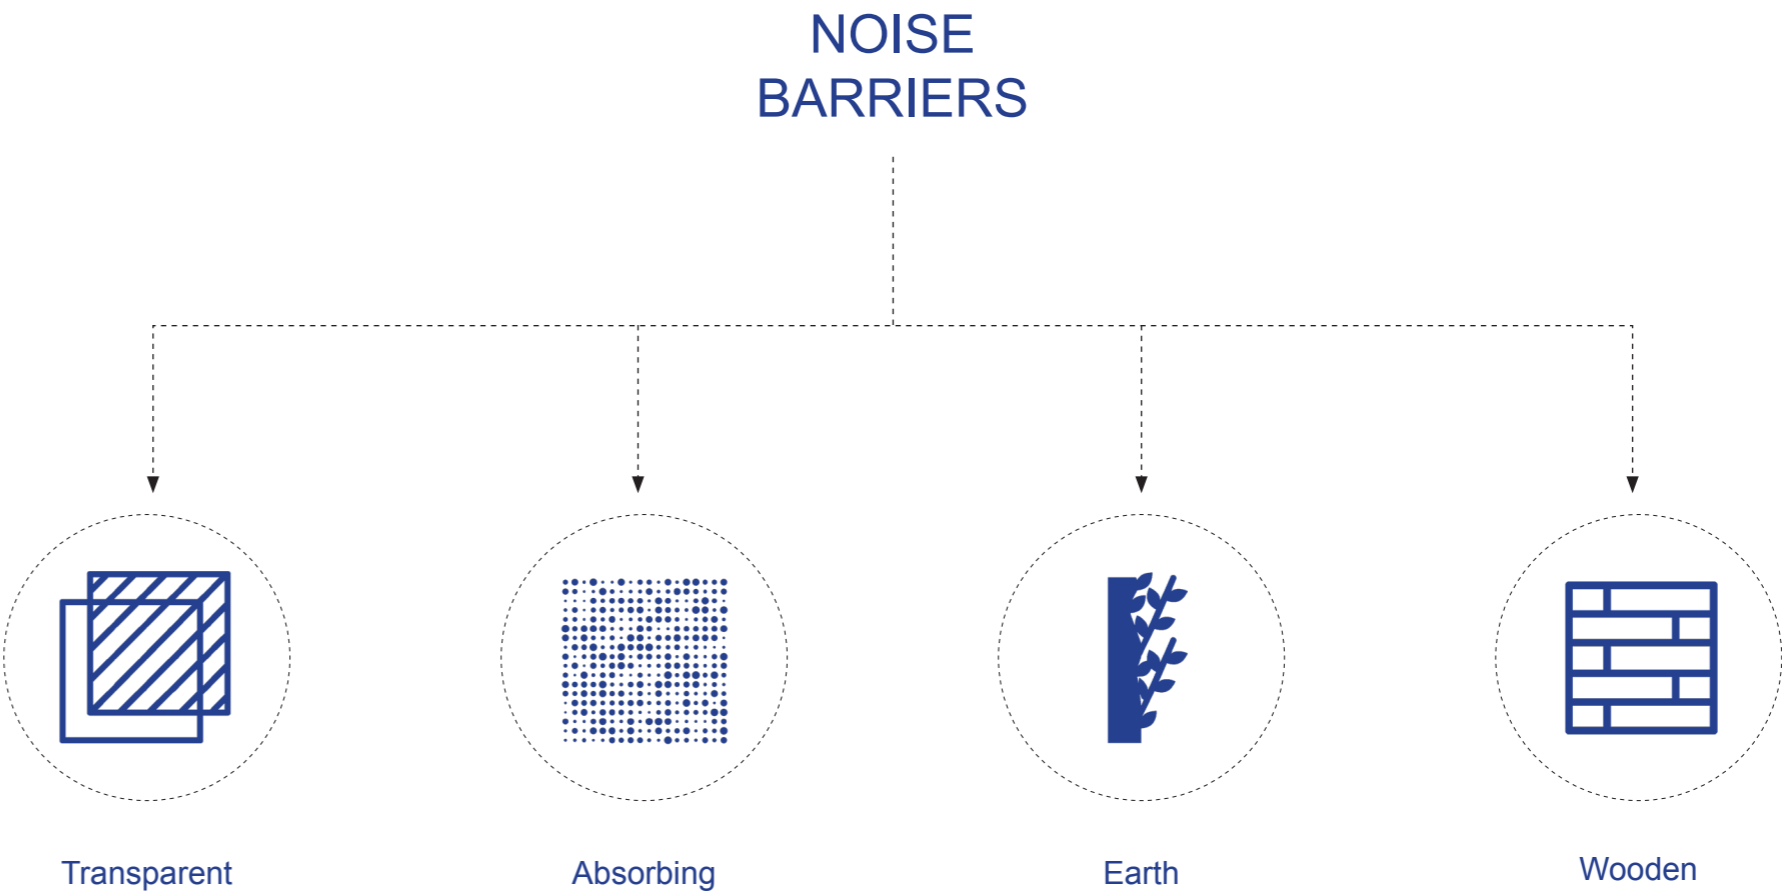 NOISE
BARRIERS
Transparent
Absorbing
Earth
Wooden